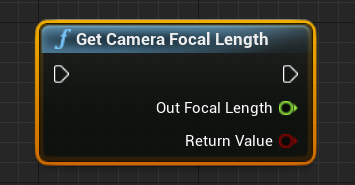 f Get Camera Focal Length
Out Focal Length
Return Value